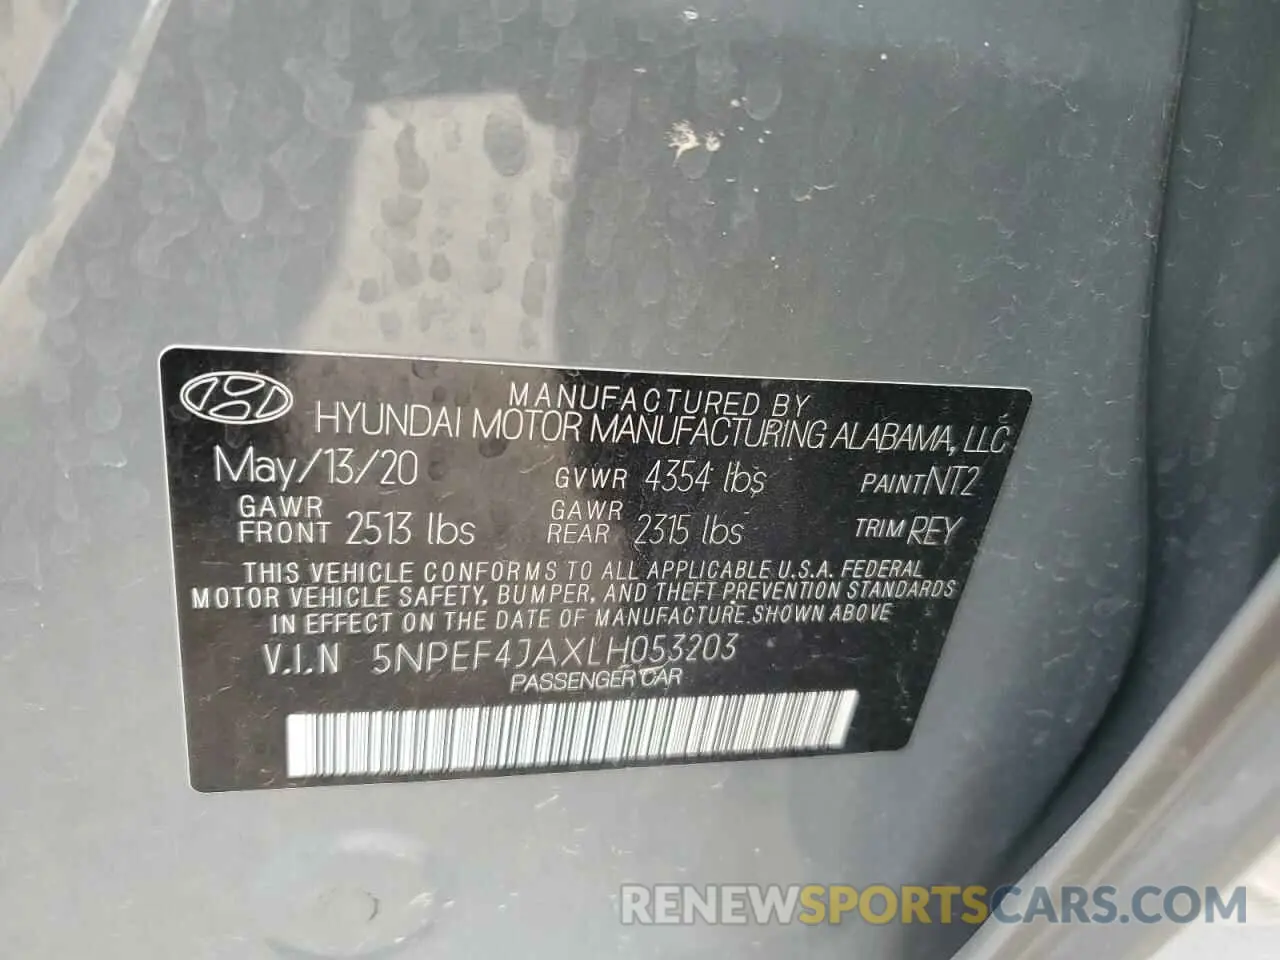 MANUFACTURED BY
HYUNDAI MOTOR MANUFACTURING ALABAMA, LLC
May/13/20 GVWR 4354 lbs PAINT NT2
GAWR FRONT 2513 lbs GAWR REAR 2315 lbs TRIM REY
THIS VEHICLE CONFORMS TO ALL APPLICABLE U.S.A. FEDERAL
MOTOR VEHICLE SAFETY, BUMPER, AND THEFT PREVENTION STANDARDS
IN EFFECT ON THE DATE OF MANUFACTURE SHOWN ABOVE
V.I.N 5NPEF4JAXLH053203
PASSENGER CAR
RENEWSPORTSCARS.COM